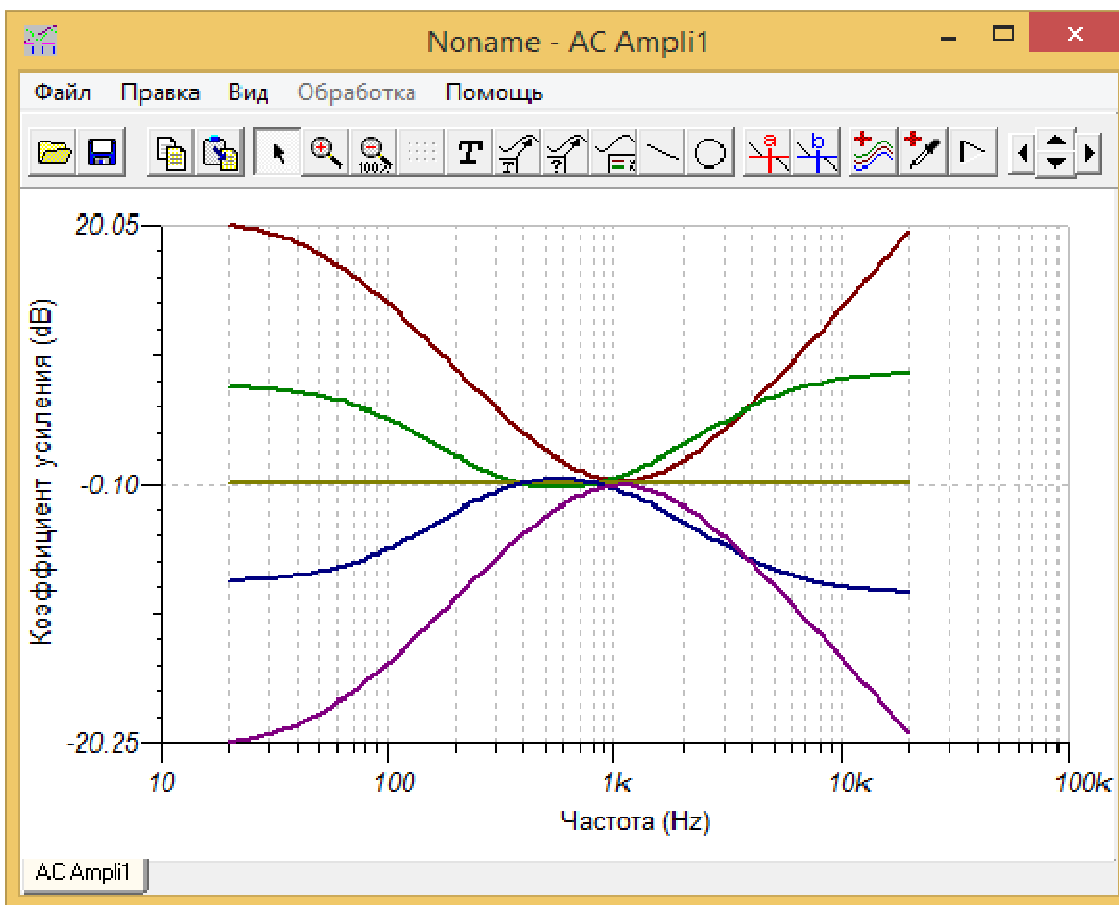 Noname - AC Ampli1
Файл Правка Вид Обработка Помощь
100% T T ? a b
20.05
-0.10
-20.25
Коэффициент усиления (dB)
10 100 1k 10k 100k
Частота (Hz)
AC Ampli1